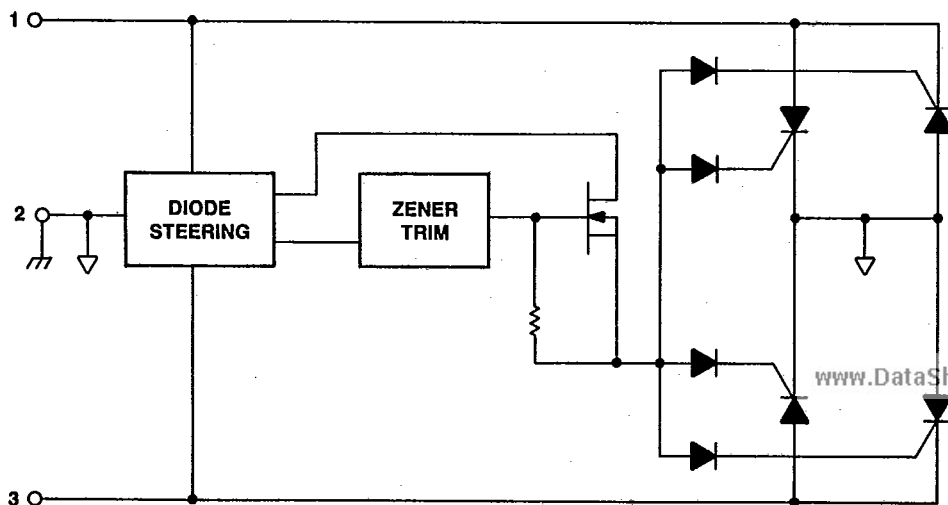 1
2
DIODE
STEERING
ZENER
TRIM
3
www.DataSh